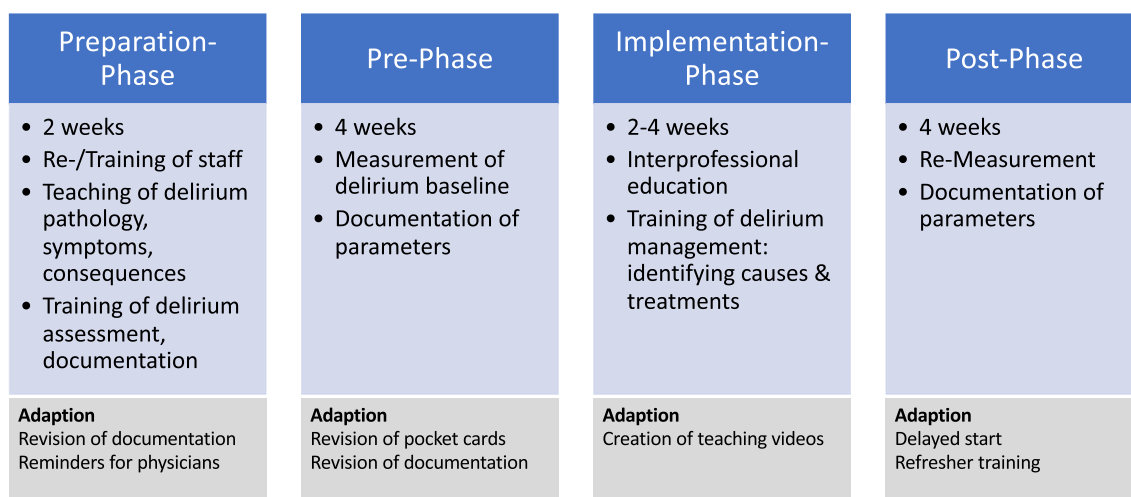 Preparation-
Phase
• 2 weeks
• Re-/Training of staff
• Teaching of delirium
pathology,
symptoms,
consequences
• Training of delirium
assessment,
documentation
Adaption
Revision of documentation
Reminders for physicians
Pre-Phase
• 4 weeks
• Measurement of
delirium baseline
• Documentation of
parameters
Adaption
Revision of pocket cards
Revision of documentation
Implementation-
Phase
• 2-4 weeks
• Interprofessional
education
• Training of delirium
management:
identifying causes &
treatments
Adaption
Creation of teaching videos
Post-Phase
• 4 weeks
• Re-Measurement
• Documentation of
parameters
Adaption
Delayed start
Refresher training